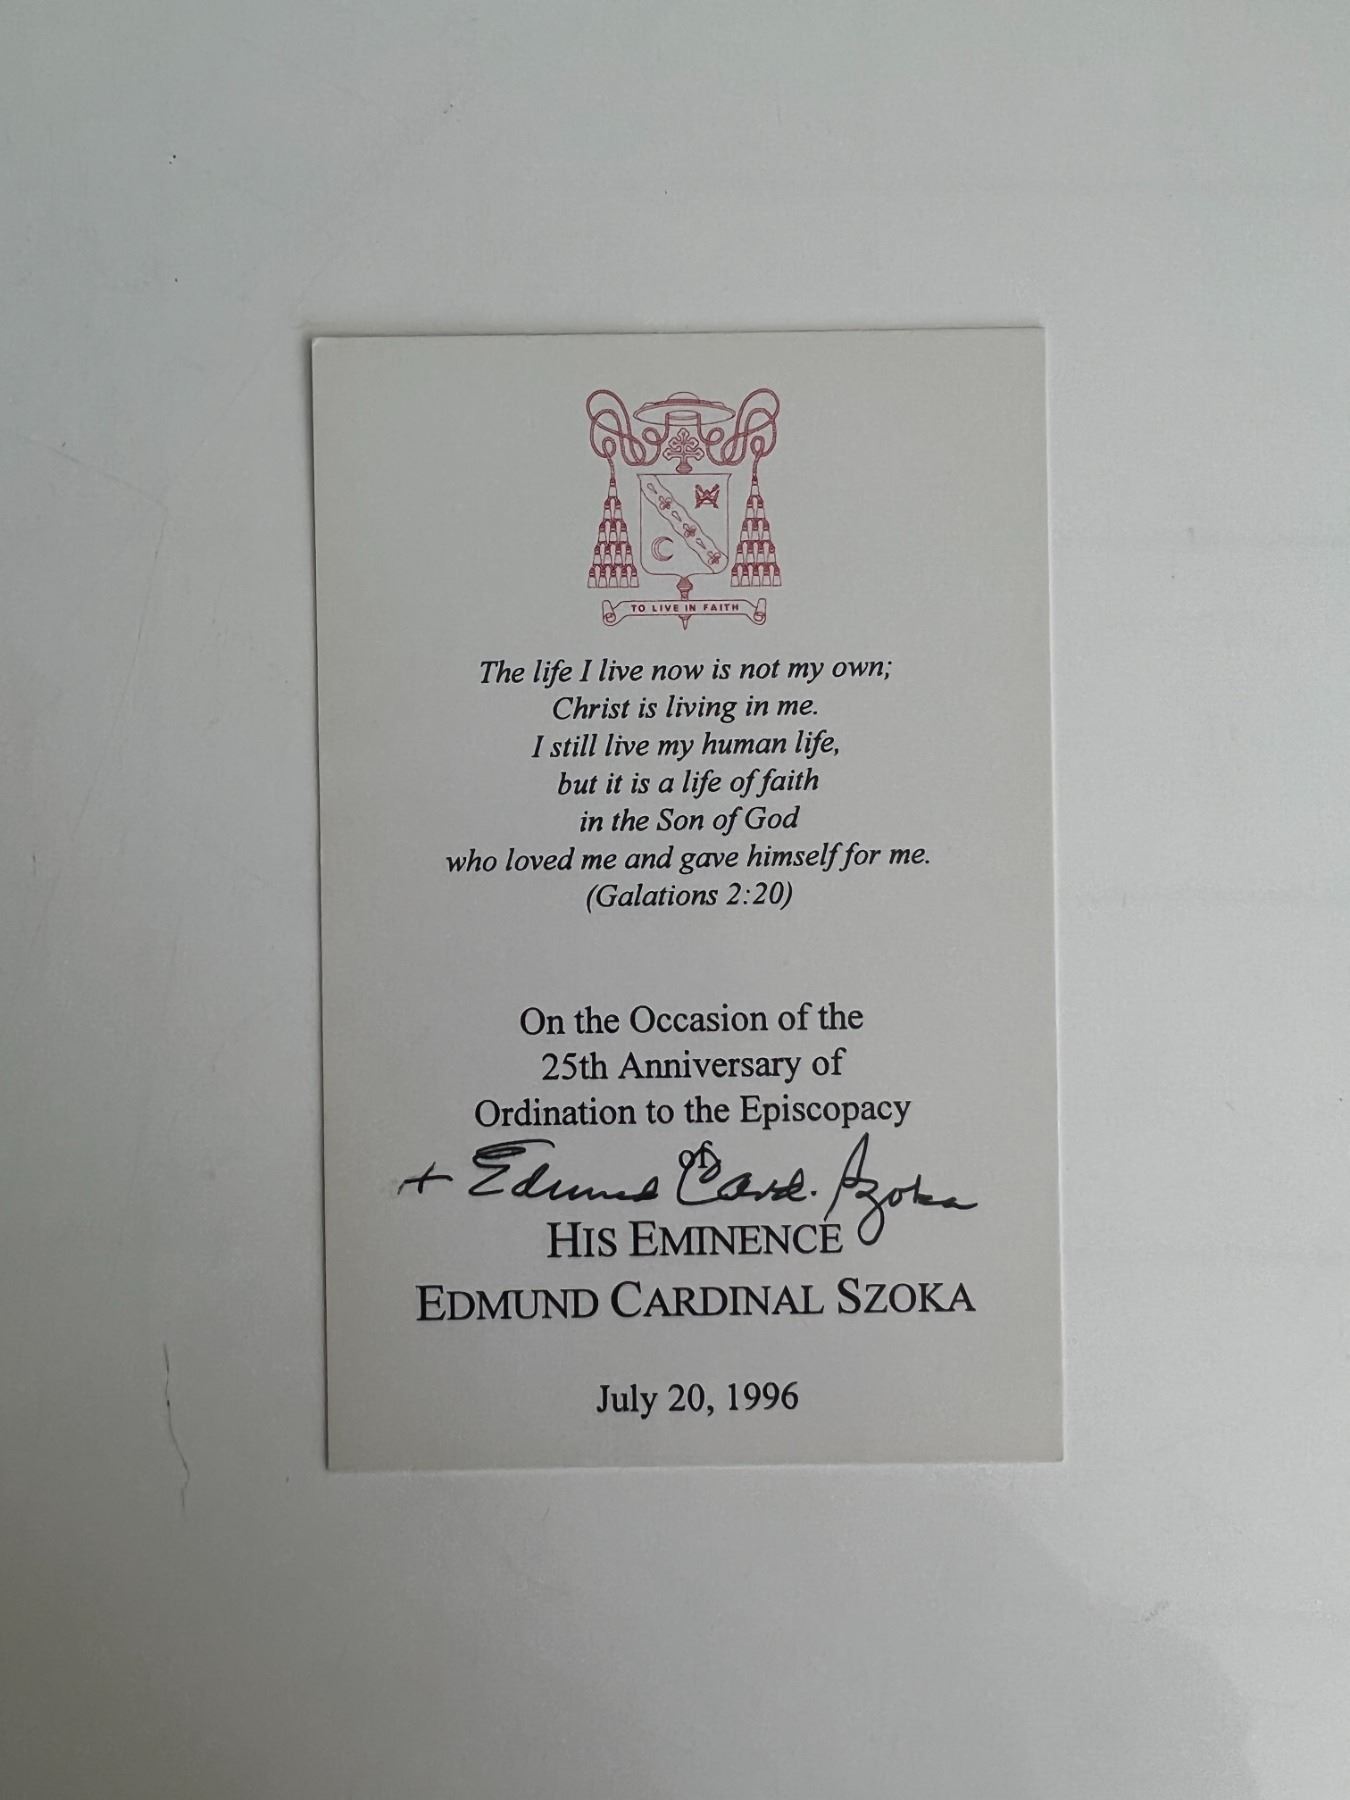 TO LIVE IN FAITH
The life I live now is not my own;
Christ is living in me.
I still live my human life,
but it is a life of faith
in the Son of God
who loved me and gave himself for me.
(Galations 2:20)
On the Occasion of the
25th Anniversary of
Ordination to the Episcopacy
of
+ Edmund Card. Szoka
HIS EMINENCE
EDMUND CARDINAL SZOKA
July 20, 1996